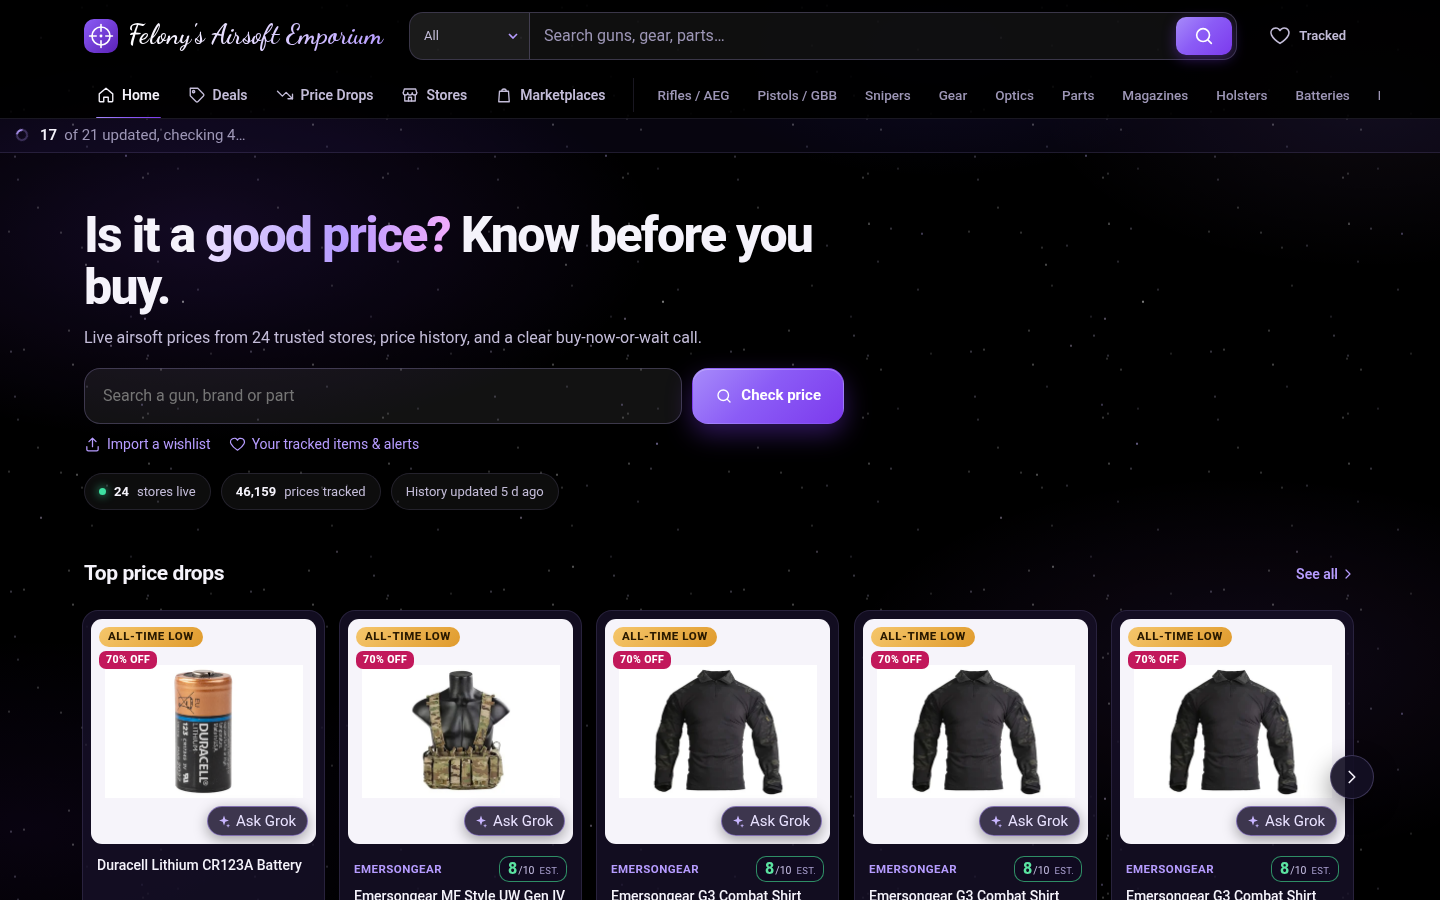 Felony's Airsoft Emporium
All
Search guns, gear, parts…
Tracked
Home
Deals
Price Drops
Stores
Marketplaces
Rifles / AEG
Pistols / GBB
Snipers
Gear
Optics
Parts
Magazines
Holsters
Batteries
17 of 21 updated, checking 4…
Is it a good price? Know before you
buy.
Live airsoft prices from 24 trusted stores, price history, and a clear buy-now-or-wait call.
Search a gun, brand or part
Check price
Import a wishlist
Your tracked items & alerts
24 stores live
46,159 prices tracked
History updated 5 d ago
Top price drops
See all
ALL-TIME LOW
70% OFF
DURACELL
Ask Grok
Duracell Lithium CR123A Battery
ALL-TIME LOW
70% OFF
Ask Grok
EMERSONGEAR
8/10 EST.
Emersongear MF Style UW Gen IV
ALL-TIME LOW
70% OFF
Ask Grok
EMERSONGEAR
8/10 EST.
Emersongear G3 Combat Shirt
ALL-TIME LOW
70% OFF
Ask Grok
EMERSONGEAR
8/10 EST.
Emersongear G3 Combat Shirt
ALL-TIME LOW
70% OFF
Ask Grok
EMERSONGEAR
8/10 EST.
Emersongear G3 Combat Shirt